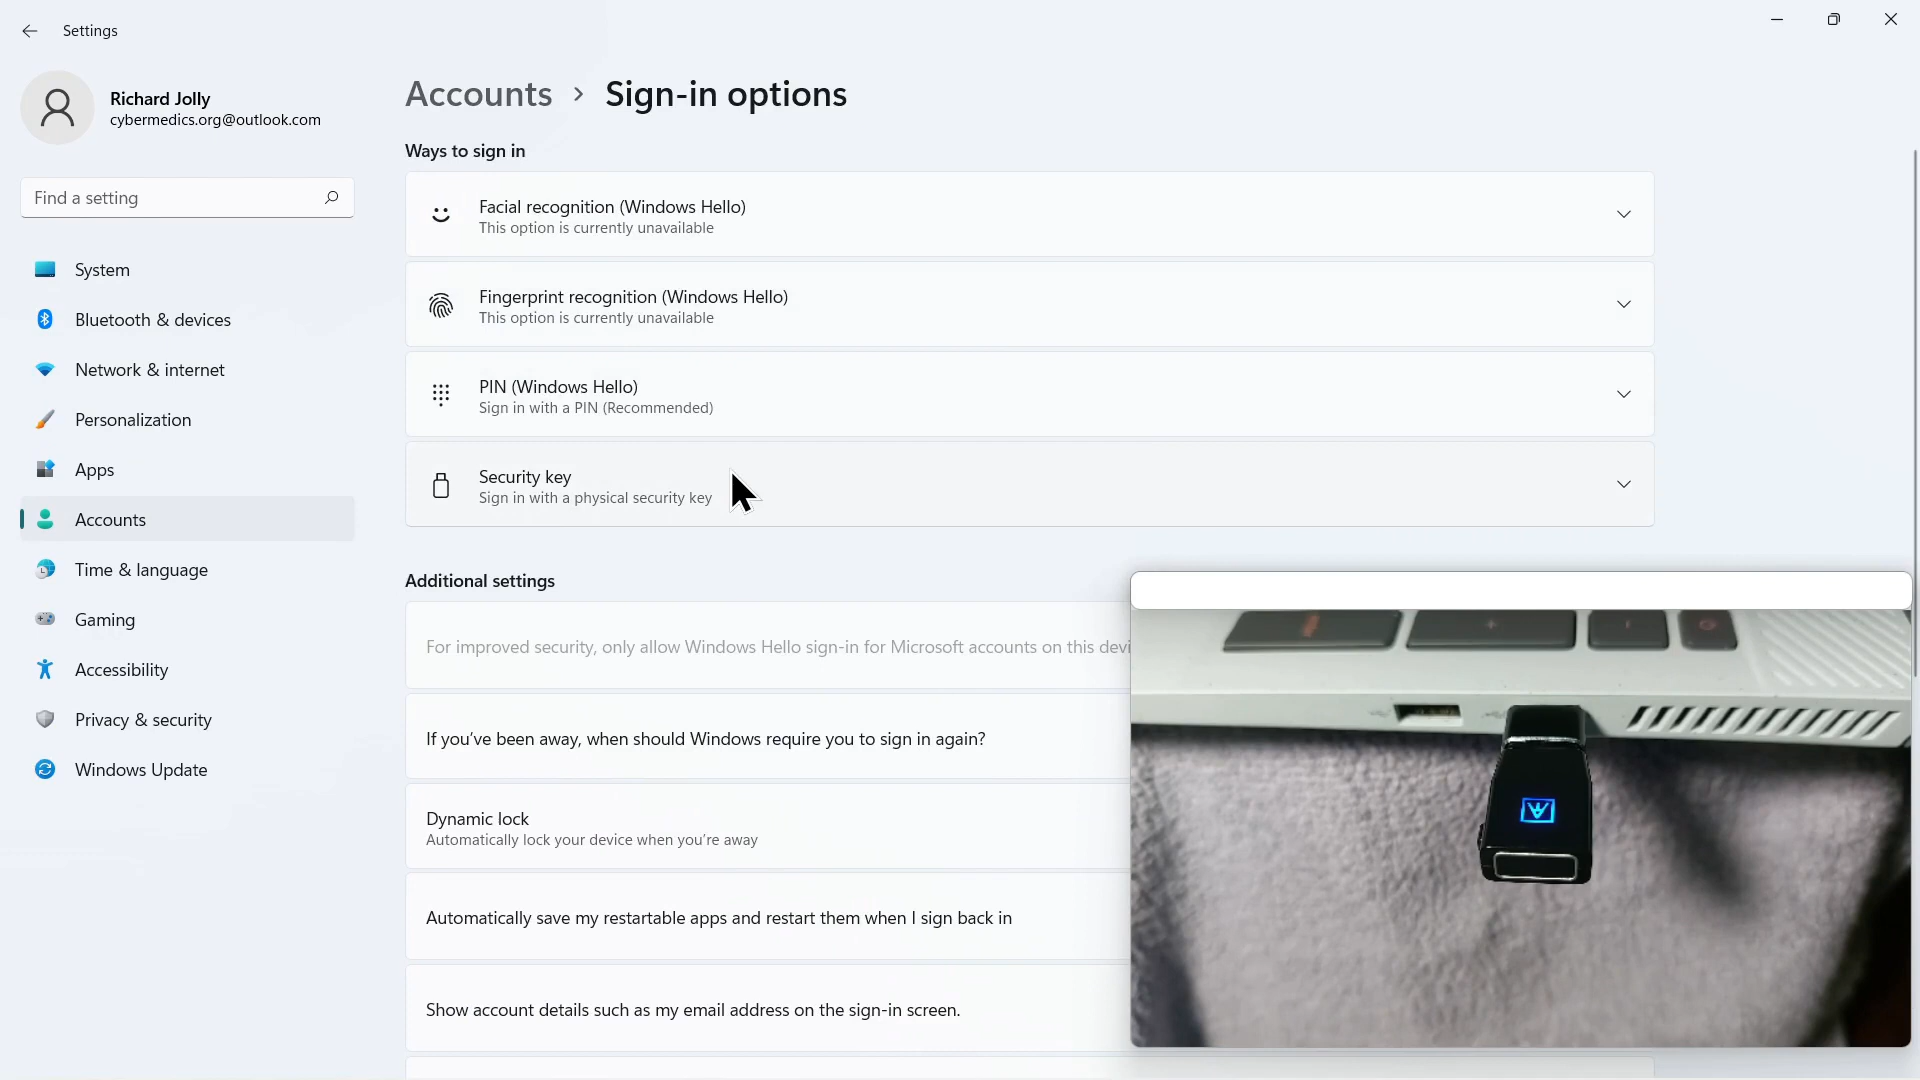 Settings
Richard Jolly
cybermedics.org@outlook.com
Find a setting
System
Bluetooth & devices
Network & internet
Personalization
Apps
Accounts
Time & language
Gaming
Accessibility
Privacy & security
Windows Update
Accounts > Sign-in options
Ways to sign in
Facial recognition (Windows Hello)
This option is currently unavailable
Fingerprint recognition (Windows Hello)
This option is currently unavailable
PIN (Windows Hello)
Sign in with a PIN (Recommended)
Security key
Sign in with a physical security key
Additional settings
For improved security, only allow Windows Hello sign-in for Microsoft accounts on this devi
If you've been away, when should Windows require you to sign in again?
Dynamic lock
Automatically lock your device when you're away
Automatically save my restartable apps and restart them when I sign back in
Show account details such as my email address on the sign-in screen.